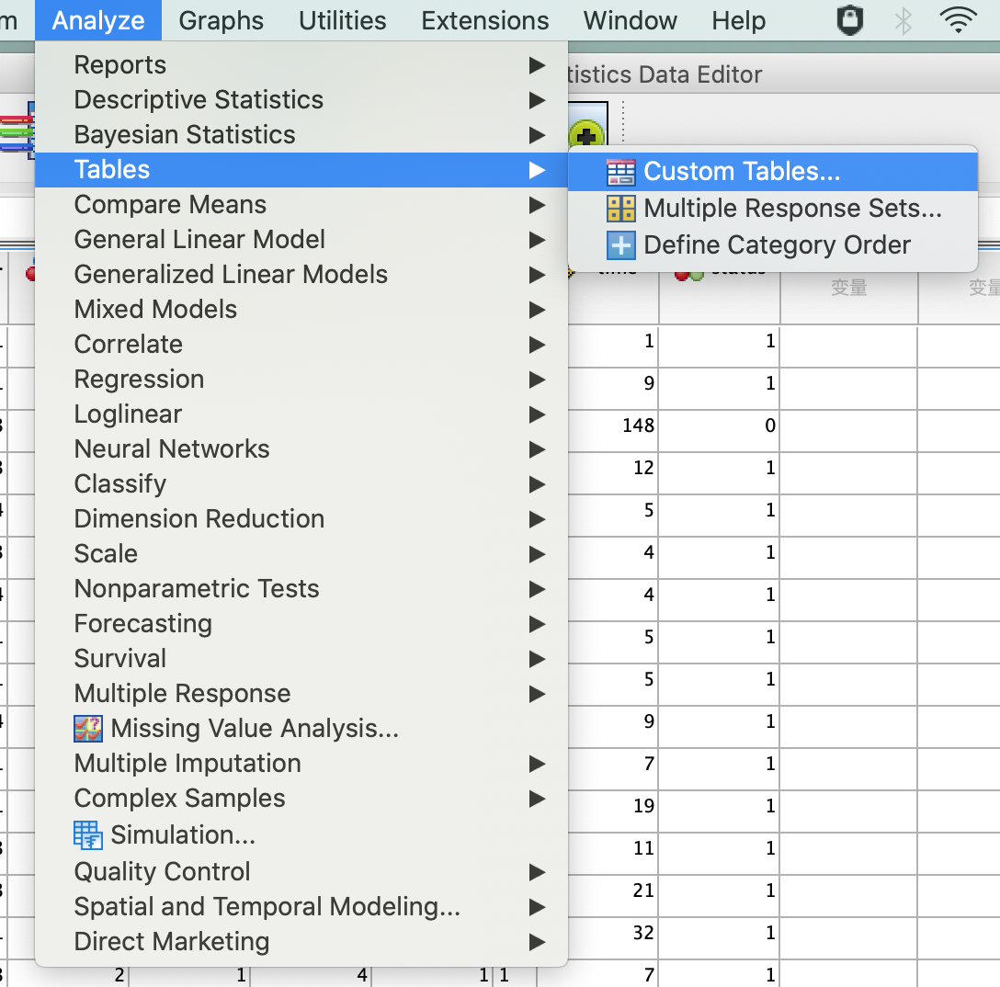 Analyze Graphs Utilities Extensions Window Help
tistics Data Editor
Reports
Descriptive Statistics
Bayesian Statistics
Tables
Custom Tables...
Multiple Response Sets...
Define Category Order
Compare Means
General Linear Model
Generalized Linear Models
Mixed Models
Correlate
Regression
Loglinear
Neural Networks
Classify
Dimension Reduction
Scale
Nonparametric Tests
Forecasting
Survival
Multiple Response
Missing Value Analysis...
Multiple Imputation
Complex Samples
Simulation...
Quality Control
Spatial and Temporal Modeling...
Direct Marketing
time status 变量 变量
1 1
9 1
148 0
12 1
5 1
4 1
4 1
5 1
5 1
9 1
7 1
19 1
11 1
21 1
32 1
2 1 4 1 1 7 1